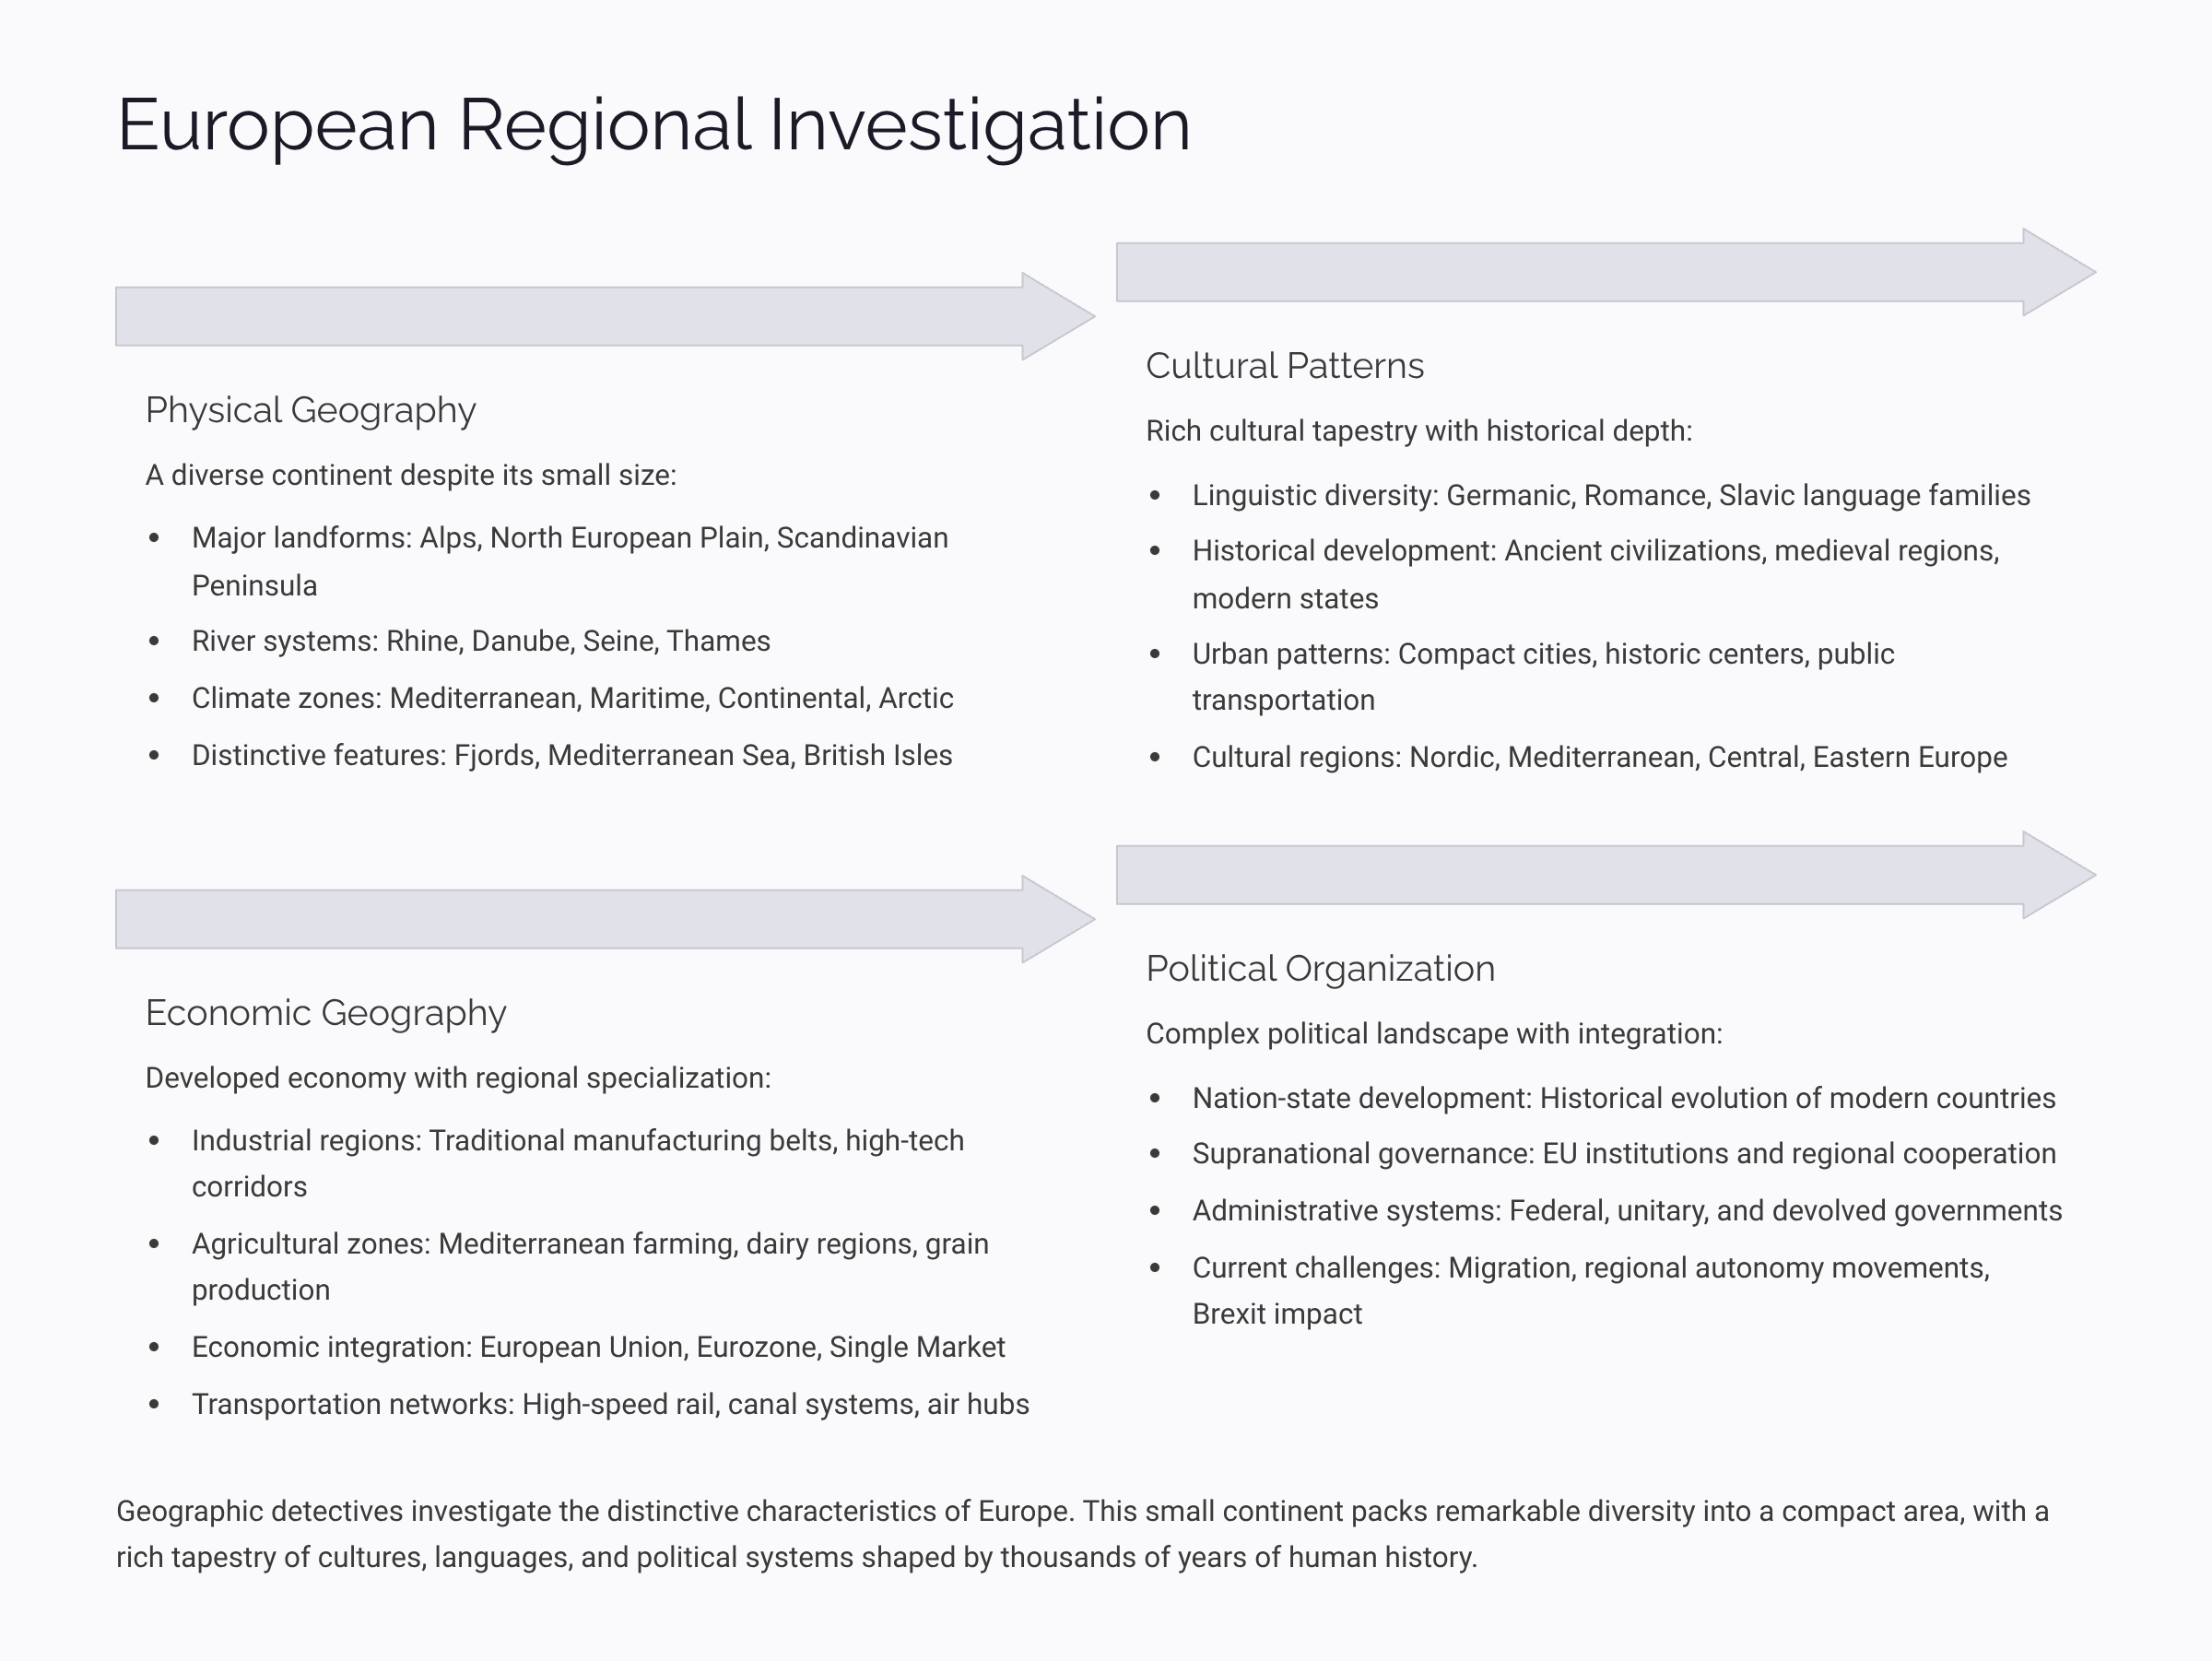 European Regional Investigation
Physical Geography
A diverse continent despite its small size:
• Major landforms: Alps, North European Plain, Scandinavian
Peninsula
• River systems: Rhine, Danube, Seine, Thames
• Climate zones: Mediterranean, Maritime, Continental, Arctic
• Distinctive features: Fjords, Mediterranean Sea, British Isles
Cultural Patterns
Rich cultural tapestry with historical depth:
• Linguistic diversity: Germanic, Romance, Slavic language families
• Historical development: Ancient civilizations, medieval regions,
modern states
• Urban patterns: Compact cities, historic centers, public
transportation
• Cultural regions: Nordic, Mediterranean, Central, Eastern Europe
Economic Geography
Developed economy with regional specialization:
• Industrial regions: Traditional manufacturing belts, high-tech
corridors
• Agricultural zones: Mediterranean farming, dairy regions, grain
production
• Economic integration: European Union, Eurozone, Single Market
• Transportation networks: High-speed rail, canal systems, air hubs
Political Organization
Complex political landscape with integration:
• Nation-state development: Historical evolution of modern countries
• Supranational governance: EU institutions and regional cooperation
• Administrative systems: Federal, unitary, and devolved governments
• Current challenges: Migration, regional autonomy movements,
Brexit impact
Geographic detectives investigate the distinctive characteristics of Europe. This small continent packs remarkable diversity into a compact area, with a
rich tapestry of cultures, languages, and political systems shaped by thousands of years of human history.